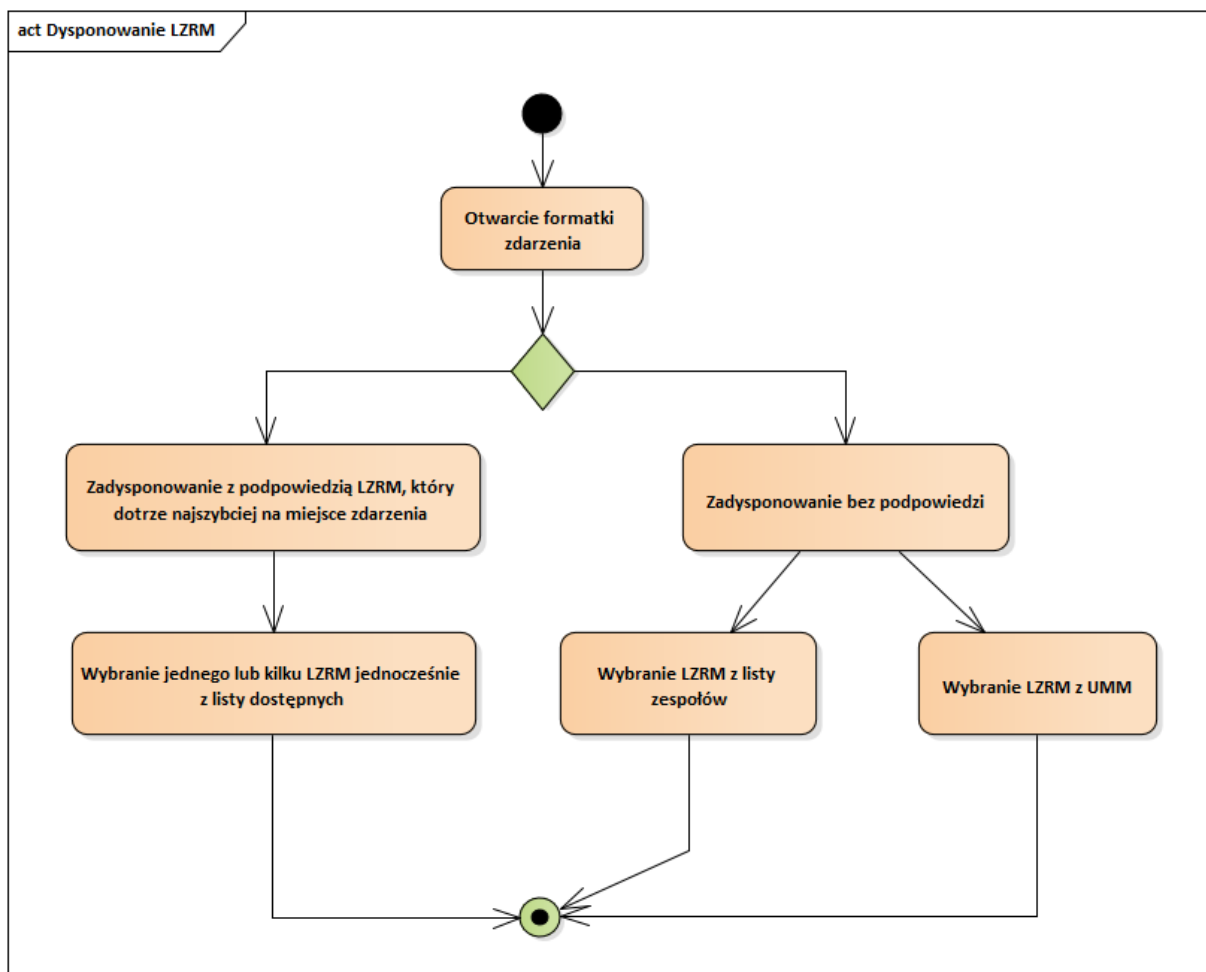 act Dysponowanie LZRM
Otwarcie formatki
zdarzenia
Zadysponowanie z podpowiedzią LZRM, który
dotrze najszybciej na miejsce zdarzenia
Zadysponowanie bez podpowiedzi
Wybranie jednego lub kilku LZRM jednocześnie
z listy dostępnych
Wybranie LZRM z listy
zespołów
Wybranie LZRM z UMM